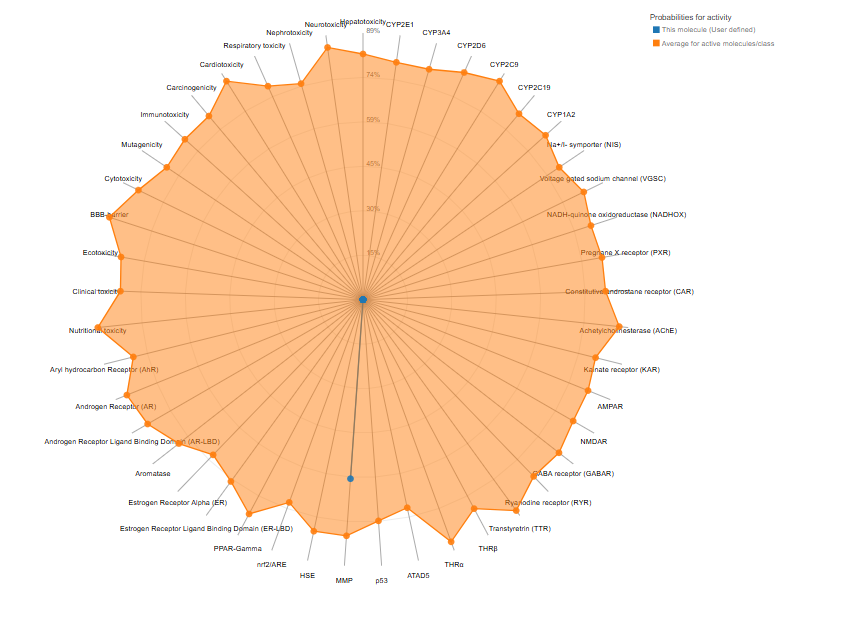 Probabilities for activity
This molecule (User defined)
Average for active molecules/class
Hepatotoxicity
CYP2E1
CYP3A4
CYP2D6
CYP2C9
CYP2C19
CYP1A2
Na+/I- symporter (NIS)
Voltage gated sodium channel (VGSC)
NADH-quinone oxidoreductase (NADHOX)
Pregnane X receptor (PXR)
Constitutive androstane receptor (CAR)
Achetylcholinesterase (AChE)
Kainate receptor (KAR)
AMPAR
NMDAR
GABA receptor (GABAR)
Ryanodine receptor (RYR)
Transtyretrin (TTR)
THRβ
THRα
ATAD5
p53
MMP
HSE
nrf2/ARE
PPAR-Gamma
Estrogen Receptor Ligand Binding Domain (ER-LBD)
Estrogen Receptor Alpha (ER)
Aromatase
Androgen Receptor Ligand Binding Domain (AR-LBD)
Androgen Receptor (AR)
Aryl hydrocarbon Receptor (AhR)
Nutritional toxicity
Clinical toxicity
Ecotoxicity
BBB-barrier
Cytotoxicity
Mutagenicity
Immunotoxicity
Carcinogenicity
Cardiotoxicity
Respiratory toxicity
Nephrotoxicity
Neurotoxicity
89%
74%
59%
45%
30%
15%